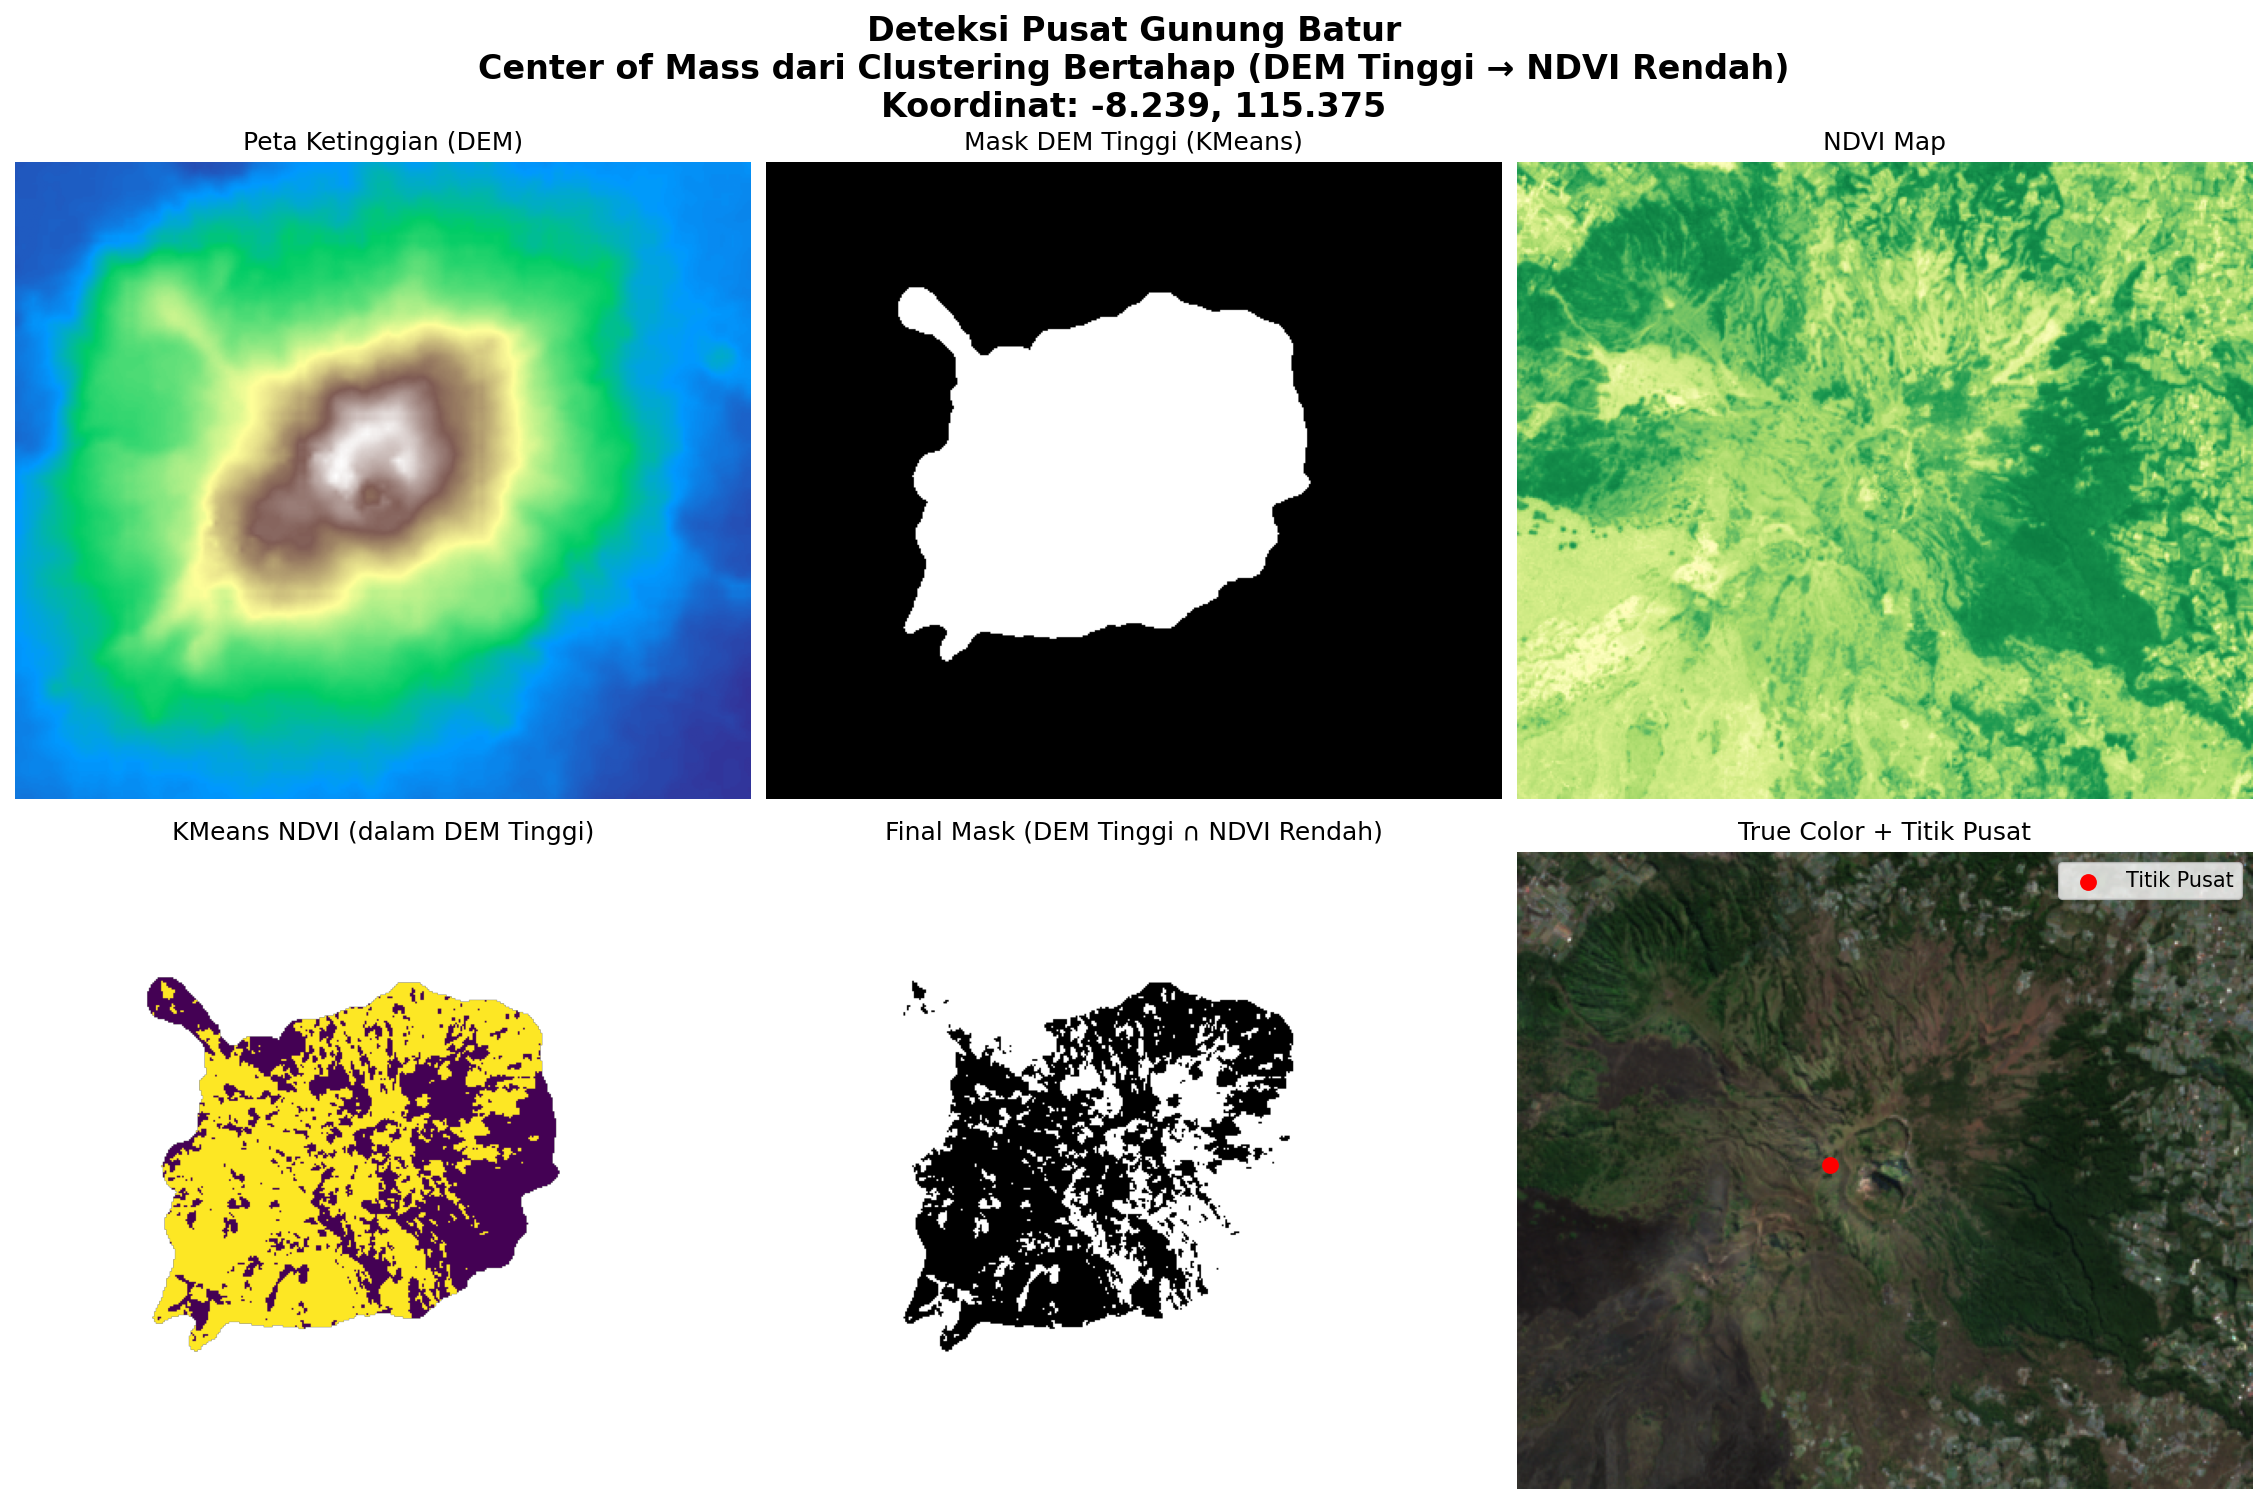 Deteksi Pusat Gunung Batur
Center of Mass dari Clustering Bertahap (DEM Tinggi → NDVI Rendah)
Koordinat: -8.239, 115.375
Peta Ketinggian (DEM)
Mask DEM Tinggi (KMeans)
NDVI Map
KMeans NDVI (dalam DEM Tinggi)
Final Mask (DEM Tinggi ∩ NDVI Rendah)
True Color + Titik Pusat
Titik Pusat